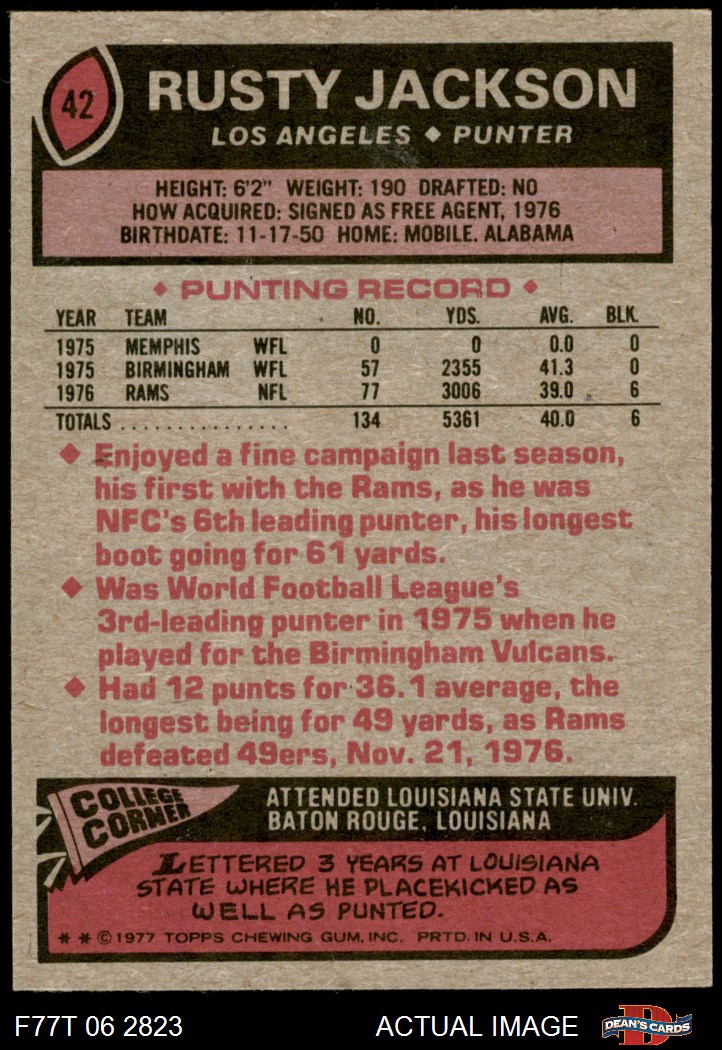 42
RUSTY JACKSON
LOS ANGELES ♦ PUNTER
HEIGHT: 6'2" WEIGHT: 190 DRAFTED: NO
HOW ACQUIRED: SIGNED AS FREE AGENT, 1976
BIRTHDATE: 11-17-50 HOME: MOBILE, ALABAMA
♦ PUNTING RECORD ♦
YEAR TEAM NO. YDS. AVG. BLK.
1975 MEMPHIS WFL 0 0 0.0 0
1975 BIRMINGHAM WFL 57 2355 41.3 0
1976 RAMS NFL 77 3006 39.0 6
TOTALS ............... 134 5361 40.0 6
♦ Enjoyed a fine campaign last season,
his first with the Rams, as he was
NFC's 6th leading punter, his longest
boot going for 61 yards.
♦ Was World Football League's
3rd-leading punter in 1975 when he
played for the Birmingham Vulcans.
♦ Had 12 punts for 36.1 average, the
longest being for 49 yards, as Rams
defeated 49ers, Nov. 21, 1976.
COLLEGE
CORNER
ATTENDED LOUISIANA STATE UNIV.
BATON ROUGE, LOUISIANA
LETTERED 3 YEARS AT LOUISIANA
STATE WHERE HE PLACEKICKED AS
WELL AS PUNTED.
* * © 1977 TOPPS CHEWING GUM, INC. PRTD. IN U.S.A.
F77T 06 2823 ACTUAL IMAGE
D
DEAN'S CARDS